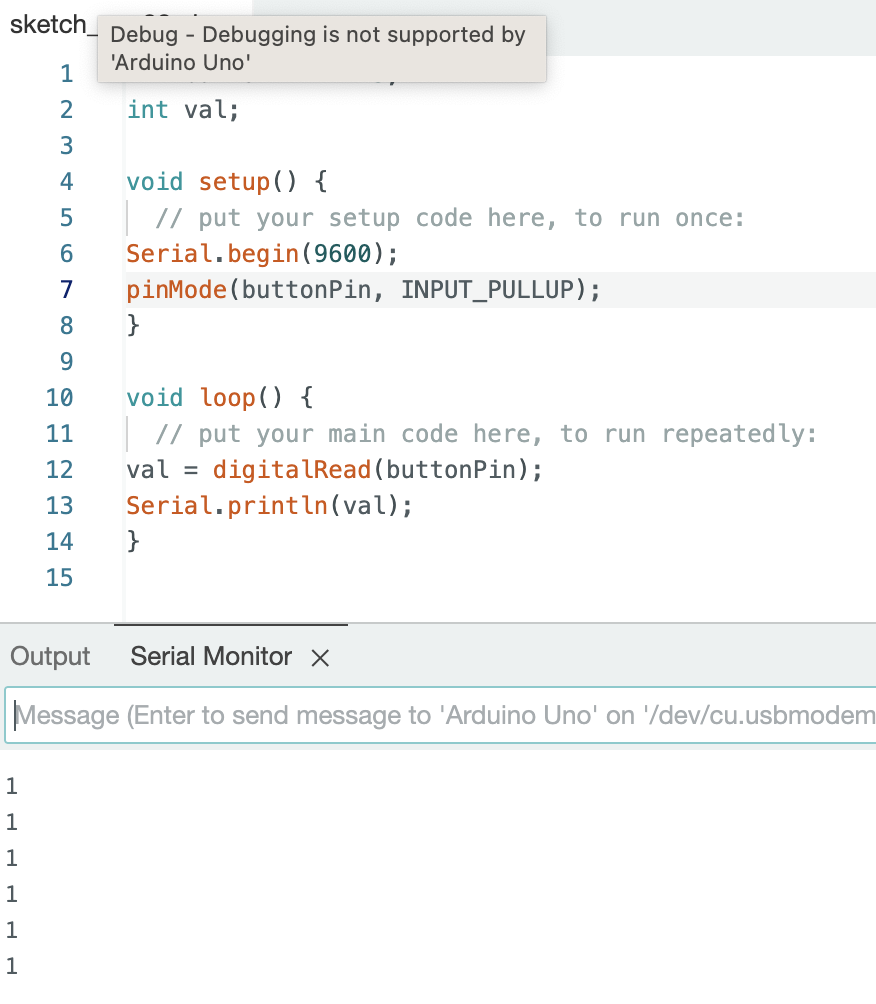 sketch_
Debug - Debugging is not supported by
'Arduino Uno'
1
2 int val;
3
4 void setup() {
5 // put your setup code here, to run once:
6 Serial.begin(9600);
7 pinMode(buttonPin, INPUT_PULLUP);
8 }
9
10 void loop() {
11 // put your main code here, to run repeatedly:
12 val = digitalRead(buttonPin);
13 Serial.println(val);
14 }
15
Output Serial Monitor
Message (Enter to send message to 'Arduino Uno' on '/dev/cu.usbmodem
1
1
1
1
1
1